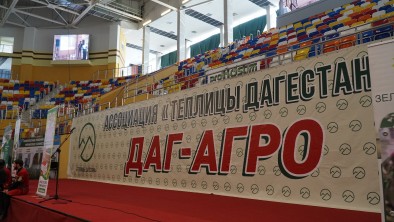 АССОЦИАЦИЯ «ТЕПЛИЦЫ ДАГЕСТАН
ДАГ-АГРО